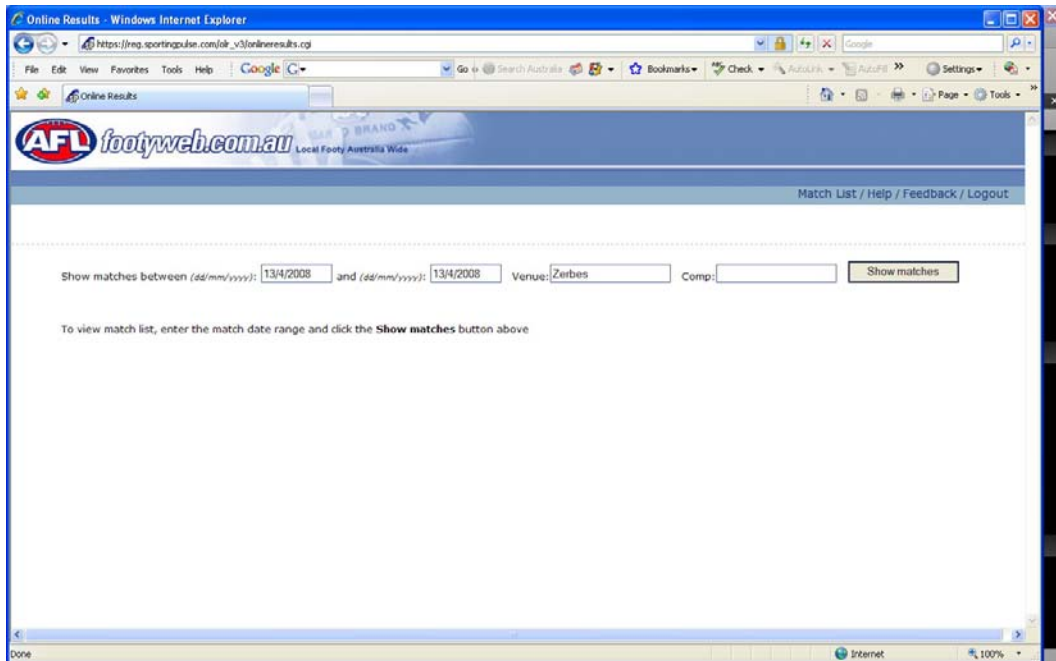 Online Results - Windows Internet Explorer
https://reg.sportingpulse.com/olr_v3/onlineresults.cgi
Google
File Edit View Favorites Tools Help Google G Go Search Australia Bookmarks Check AutoLink AutoFill » Settings
Online Results Page Tools »
AFL footyweb.com.au Local Footy Australia Wide
Match List / Help / Feedback / Logout
Show matches between (dd/mm/yyyy): 13/4/2008 and (dd/mm/yyyy): 13/4/2008 Venue: Zerbes Comp: Show matches
To view match list, enter the match date range and click the Show matches button above
Done Internet 100%